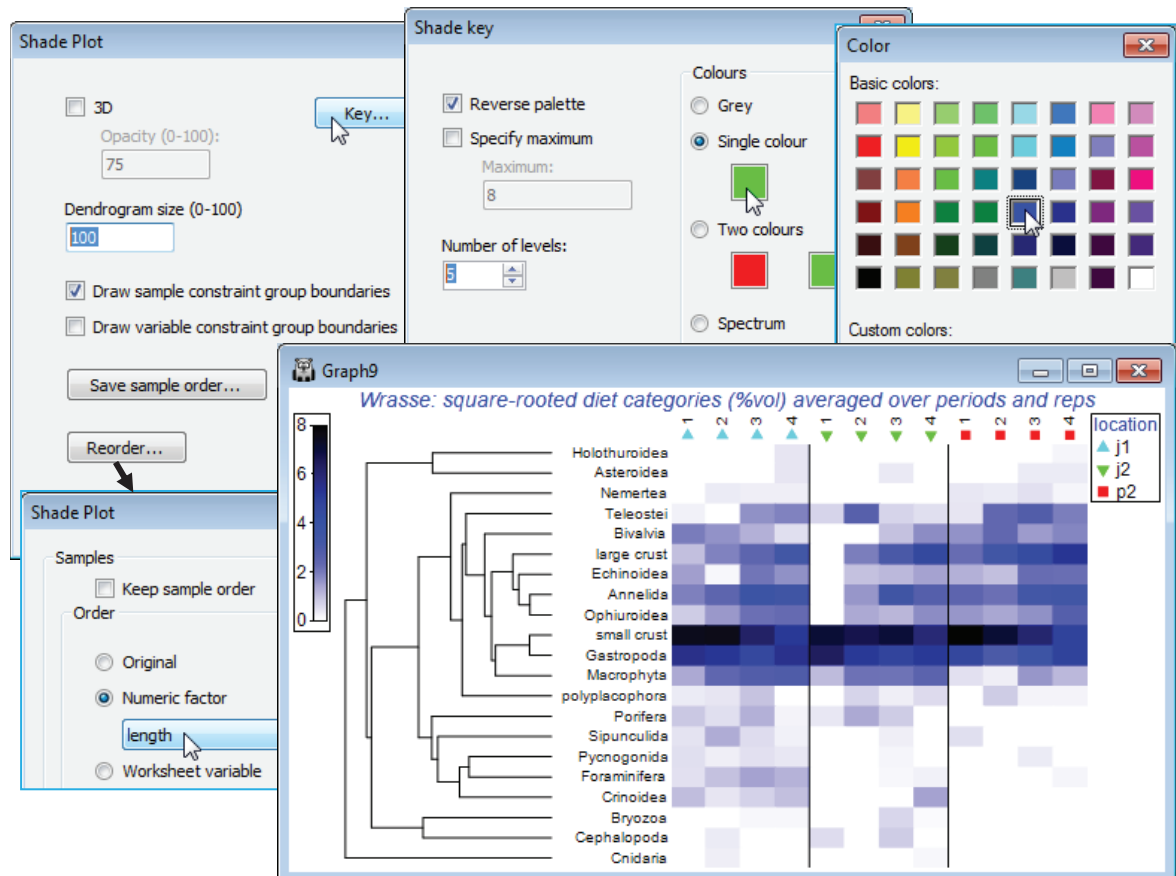 Shade Plot
3D
Opacity (0-100):
75
Key...
Dendrogram size (0-100)
100
Draw sample constraint group boundaries
Draw variable constraint group boundaries
Save sample order...
Reorder...
Shade Plot
Samples
Keep sample order
Order
Original
Numeric factor
length
Worksheet variable
Shade key
Reverse palette
Specify maximum
Maximum:
8
Number of levels:
5
Colours
Grey
Single colour
Two colours
Spectrum
Color
Basic colors:
Custom colors:
Graph9
Wrasse: square-rooted diet categories (%vol) averaged over periods and reps
8
6
4
2
0
1 2 3 4 1 2 3 4 1 2 3 4
location
j1
j2
p2
Holothuroidea
Asteroidea
Nemertea
Teleostei
Bivalvia
large crust
Echinoidea
Annelida
Ophiuroidea
small crust
Gastropoda
Macrophyta
polyplacophora
Porifera
Sipunculida
Pycnogonida
Foraminifera
Crinoidea
Bryozoa
Cephalopoda
Cnidaria